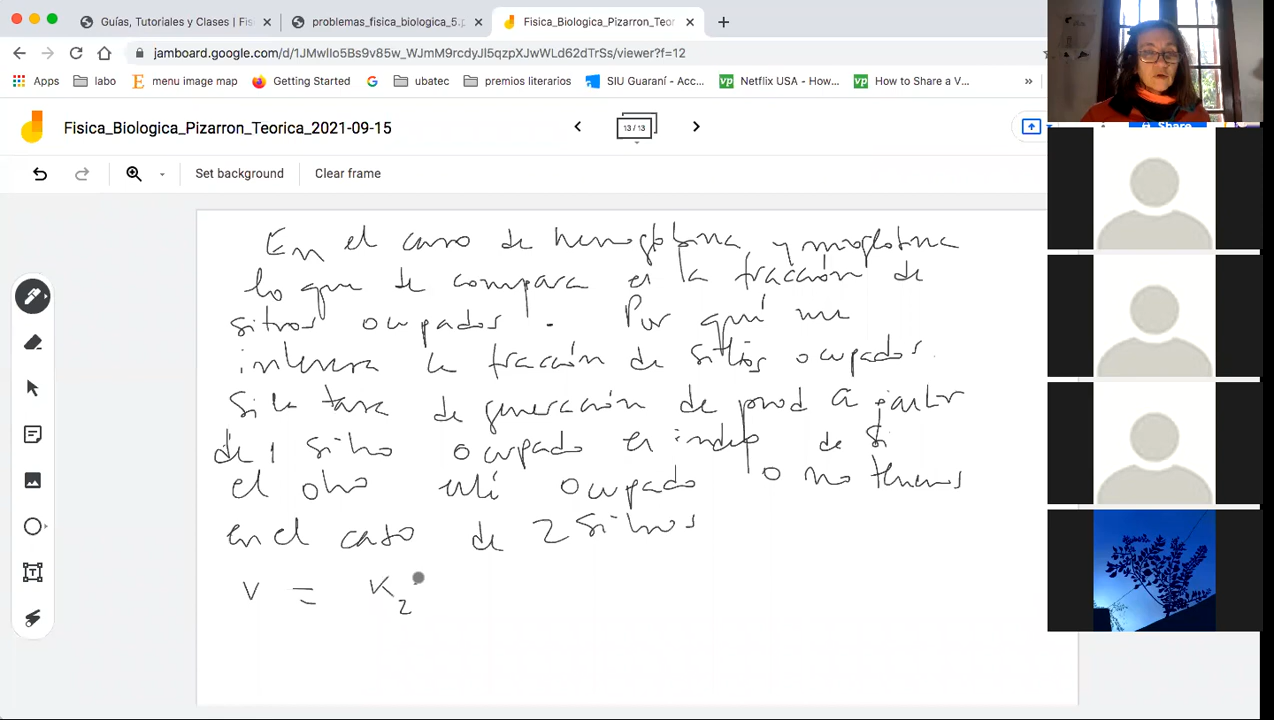 Guías, Tutoriales y Clases | Fís
problemas_fisica_biologica_5.p
Fisica_Biologica_Pizarron_Teor
jamboard.google.com/d/1JMwIIo5Bs9v85w_WJmM9rcdyJl5qzpXJwWLd62dTrSs/viewer?f=12
Apps
labo
menu image map
Getting Started
ubatec
premios literarios
SIU Guaraní - Acc...
Netflix USA - How...
How to Share a V...
»
Fisica_Biologica_Pizarron_Teorica_2021-09-15
13 / 13
Share
Set background
Clear frame
En el caso de hemoglobina y mioglobina
lo que se compara es la fracción de
sitios ocupados. Por qué me
interesa la fracción de sitios ocupados.
Si la tasa de generación de prod a partir
de 1 sitio ocupado es indep de si
el otro está ocupado o no tenemos
en el caso de 2 sitios
V = K2